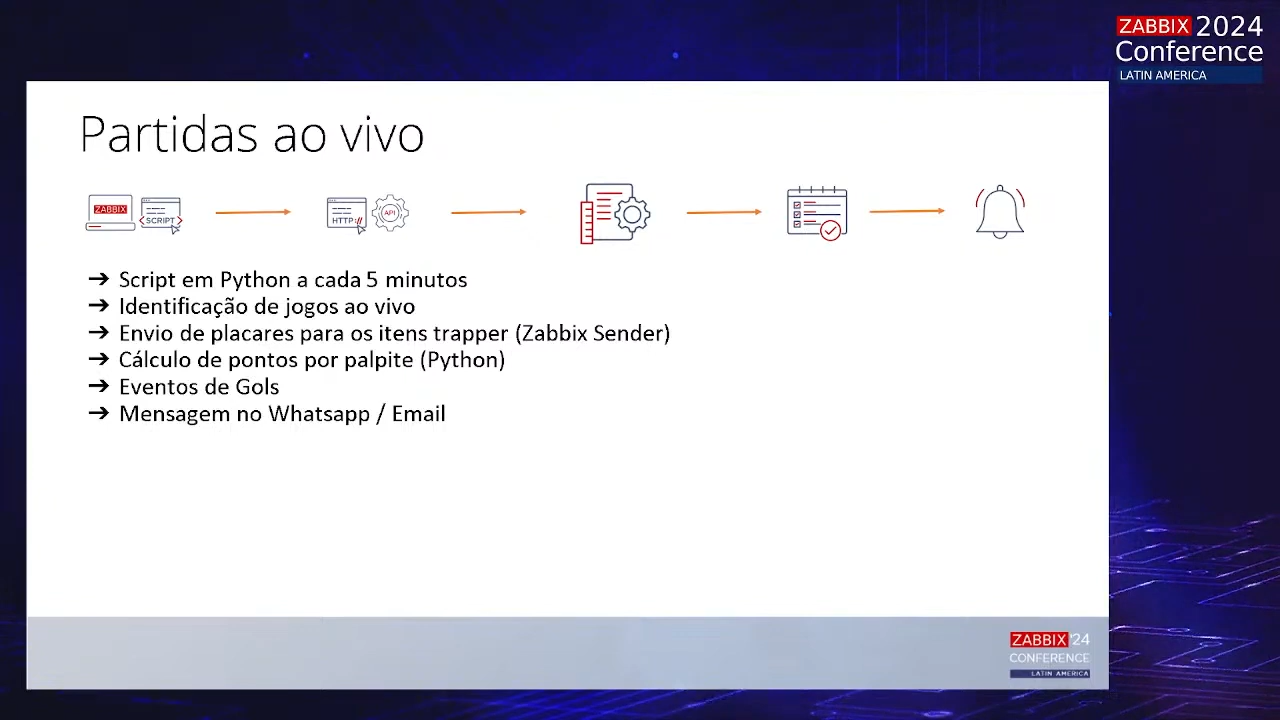 ZABBIX 2024
Conference
LATIN AMERICA
Partidas ao vivo
ZABBIX
<SCRIPT>
HTTP://
API
➔ Script em Python a cada 5 minutos
➔ Identificação de jogos ao vivo
➔ Envio de placares para os itens trapper (Zabbix Sender)
➔ Cálculo de pontos por palpite (Python)
➔ Eventos de Gols
➔ Mensagem no Whatsapp / Email
ZABBIX '24
CONFERENCE
LATIN AMERICA